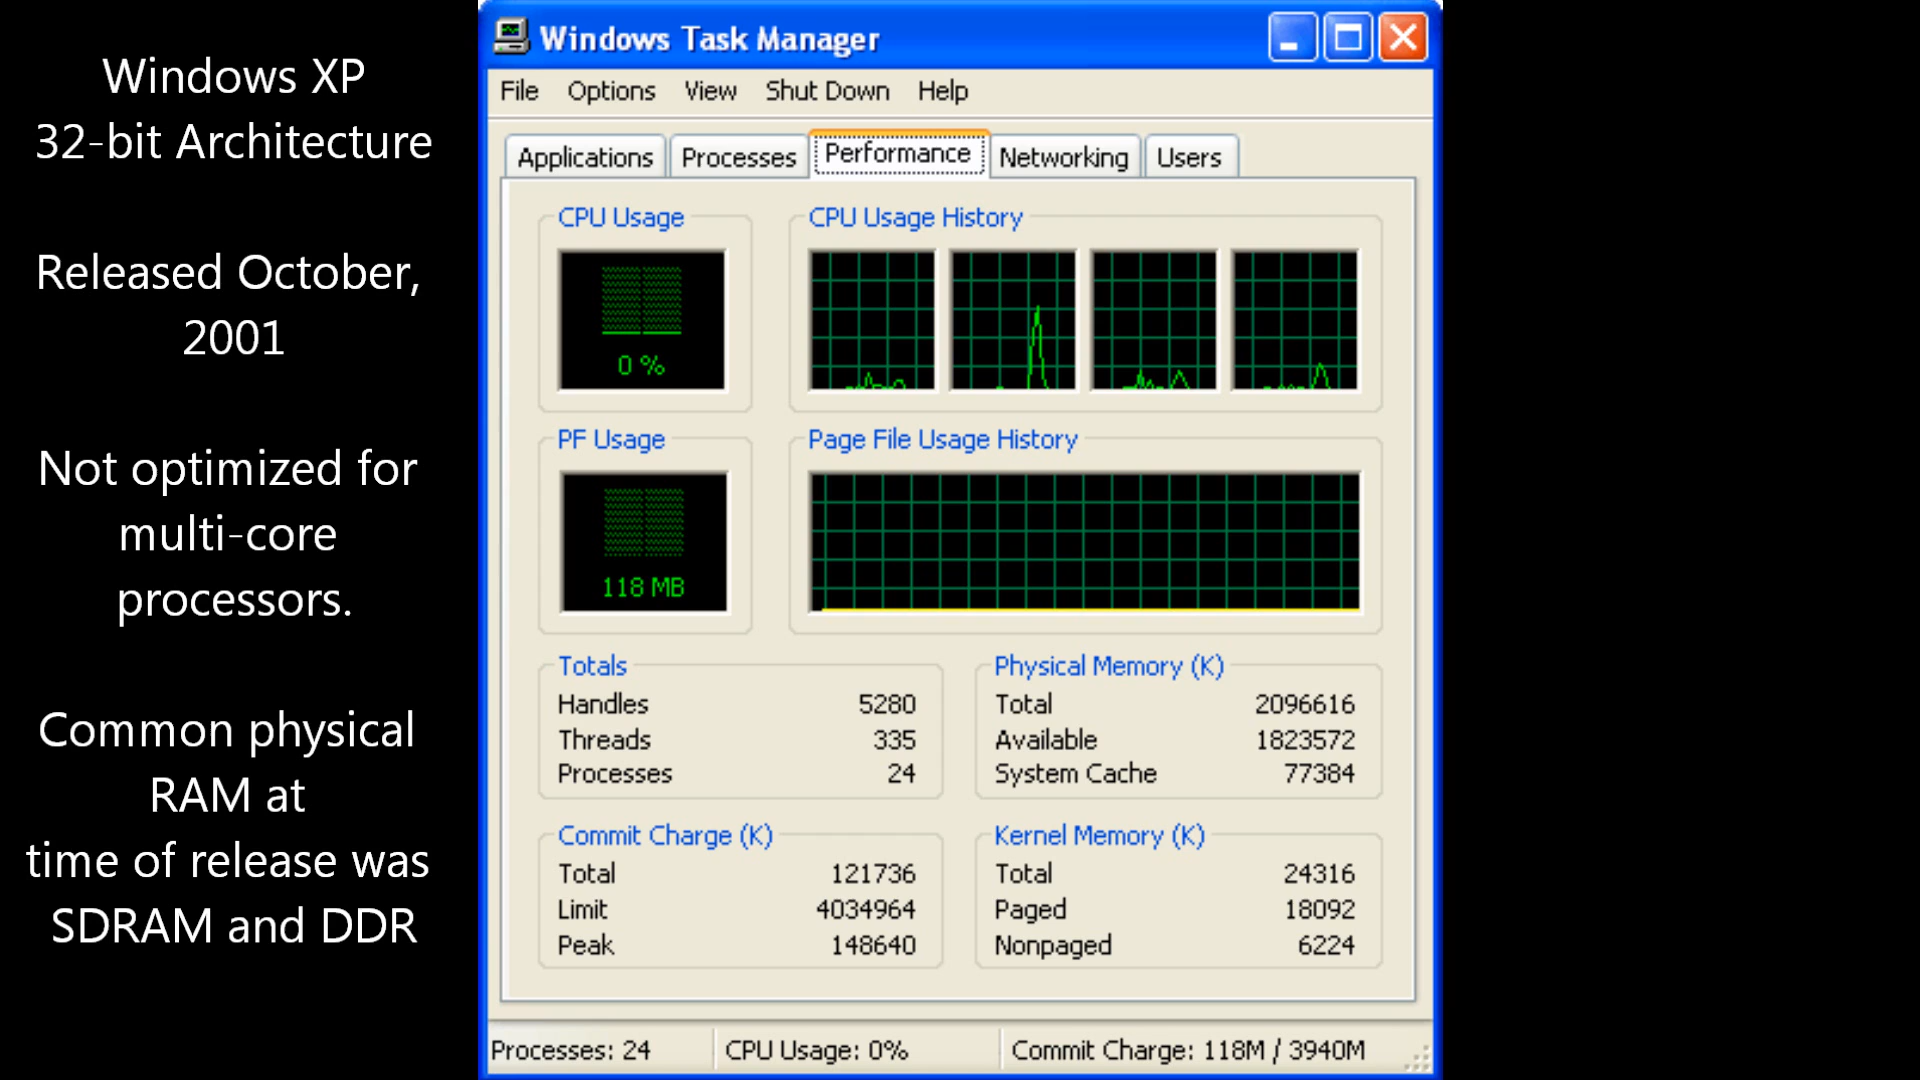 Windows XP
32-bit Architecture
Released October,
2001
Not optimized for
multi-core
processors.
Common physical
RAM at
time of release was
SDRAM and DDR
Windows Task Manager
File Options View Shut Down Help
Applications Processes Performance Networking Users
CPU Usage
0 %
CPU Usage History
PF Usage
118 MB
Page File Usage History
Totals
Handles 5280
Threads 335
Processes 24
Physical Memory (K)
Total 2096616
Available 1823572
System Cache 77384
Commit Charge (K)
Total 121736
Limit 4034964
Peak 148640
Kernel Memory (K)
Total 24316
Paged 18092
Nonpaged 6224
Processes: 24 CPU Usage: 0% Commit Charge: 118M / 3940M